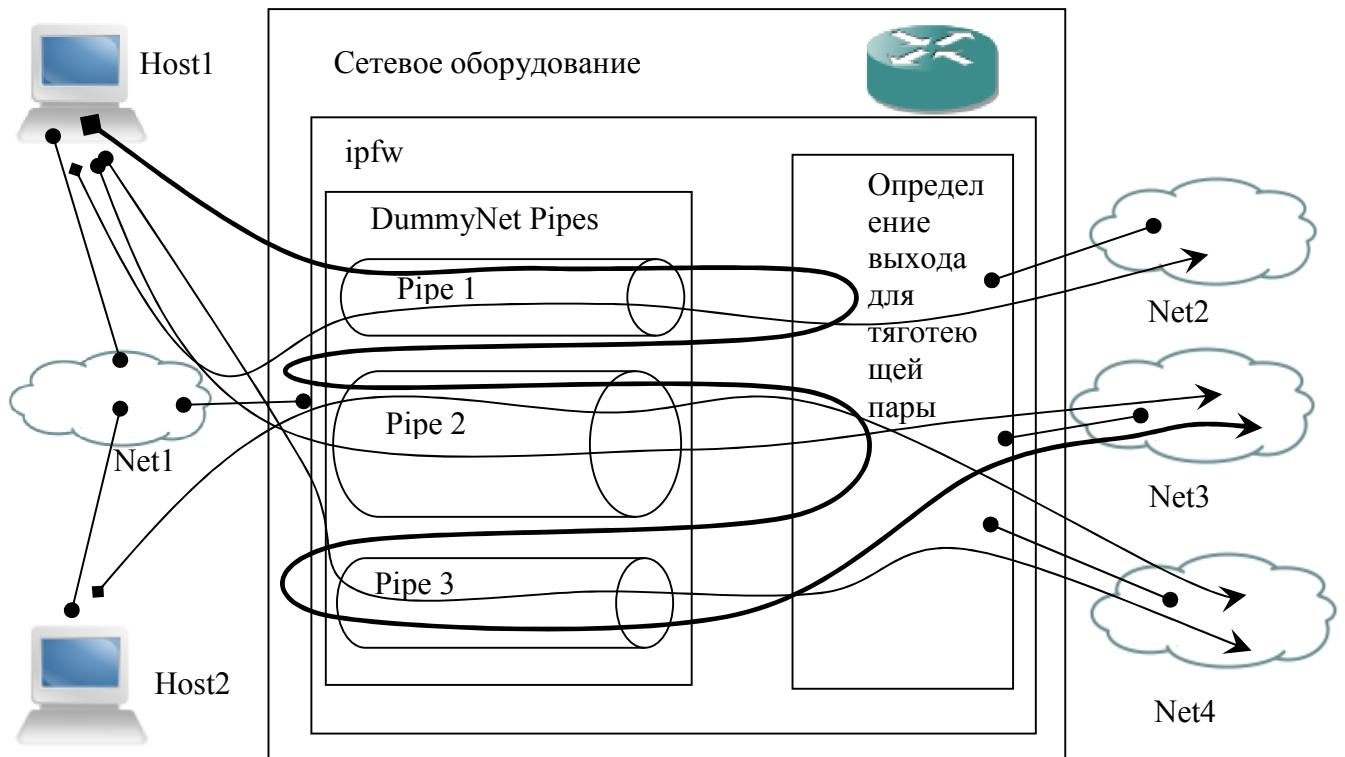 Host1
Сетевое оборудование
ipfw
DummyNet Pipes
Pipe 1
Pipe 2
Pipe 3
Определ
ение
выхода
для
тяготею
щей
пары
Net1
Host2
Net2
Net3
Net4